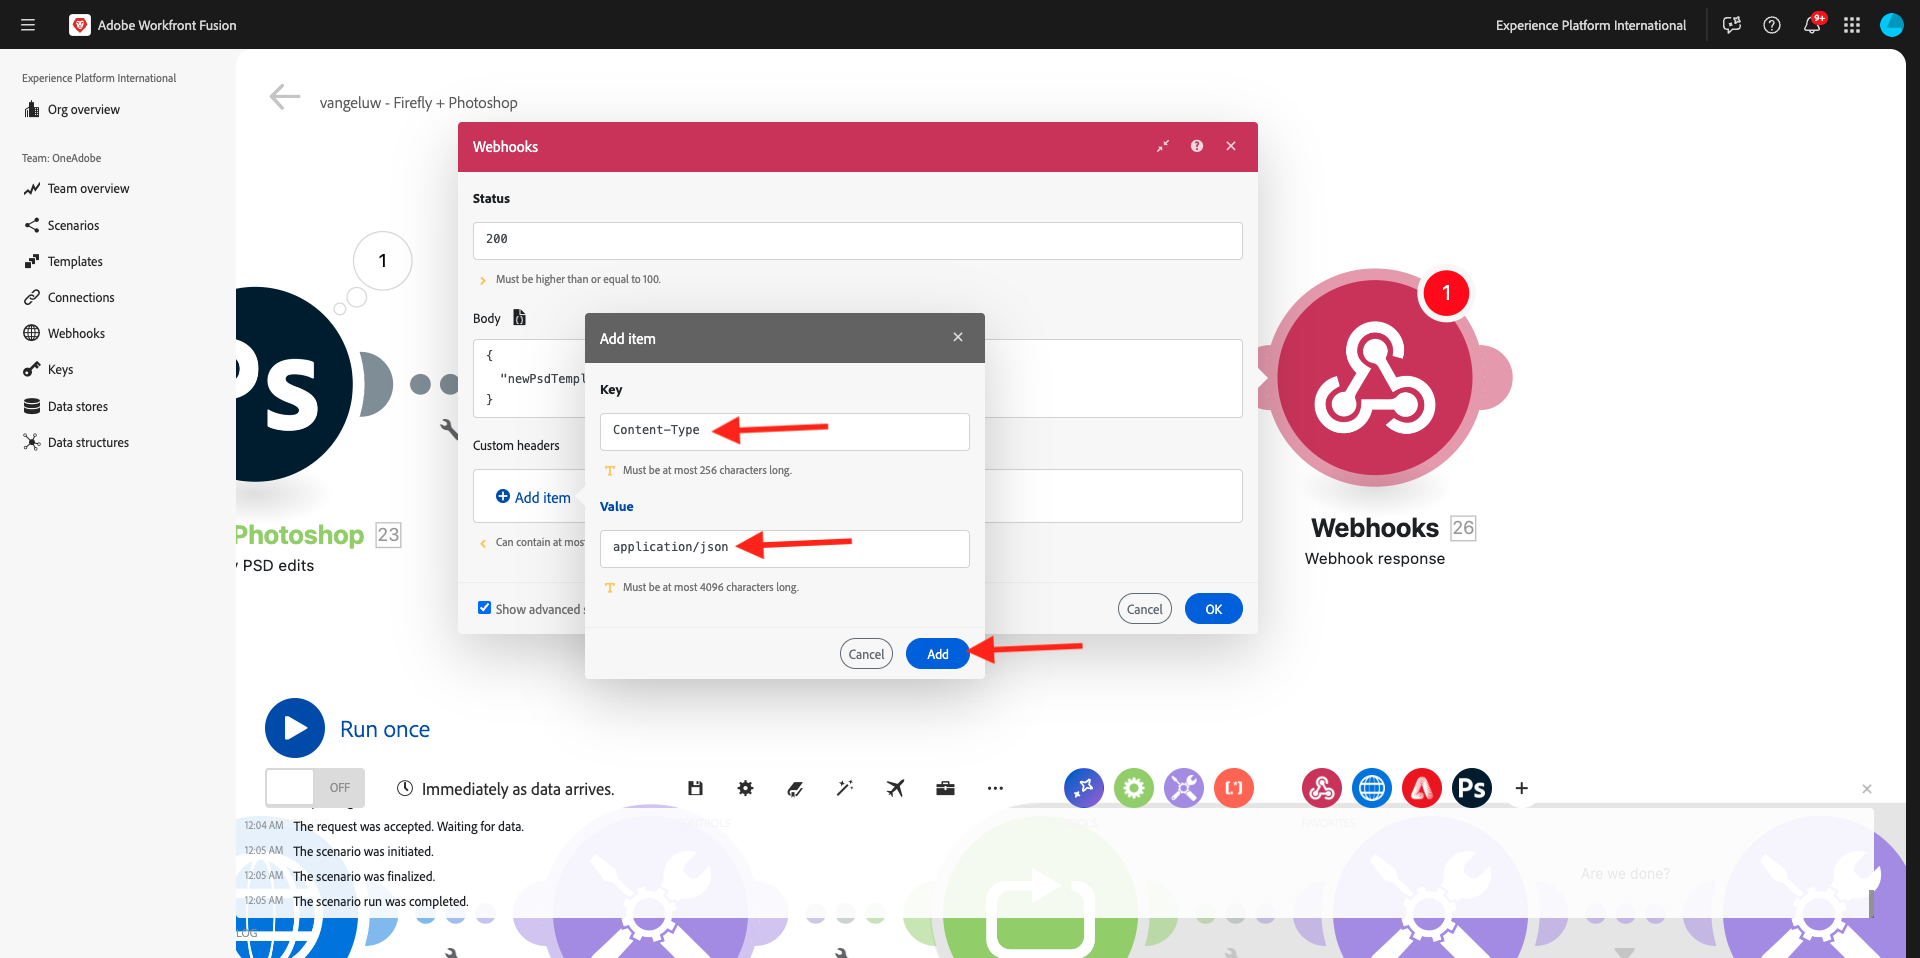 Adobe Workfront Fusion
Experience Platform International
9+
Experience Platform International
Org overview
Team: OneAdobe
Team overview
Scenarios
Templates
Connections
Webhooks
Keys
Data stores
Data structures
vangeluw - Firefly + Photoshop
Webhooks
Status
200
Must be higher than or equal to 100.
Body
{
"newPsdTempl
}
Custom headers
Add item
Can contain at most
Show advanced s
Cancel
OK
Add item
Key
Content-Type
Must be at most 256 characters long.
Value
application/json
Must be at most 4096 characters long.
Cancel
Add
1
Ps
Photoshop 23
PSD edits
1
Webhooks 26
Webhook response
Run once
OFF
Immediately as data arrives.
Ps
FAVORITES
12:04 AM The request was accepted. Waiting for data.
12:05 AM The scenario was initiated.
12:05 AM The scenario was finalized.
12:05 AM The scenario run was completed.
Are we done?
LOG